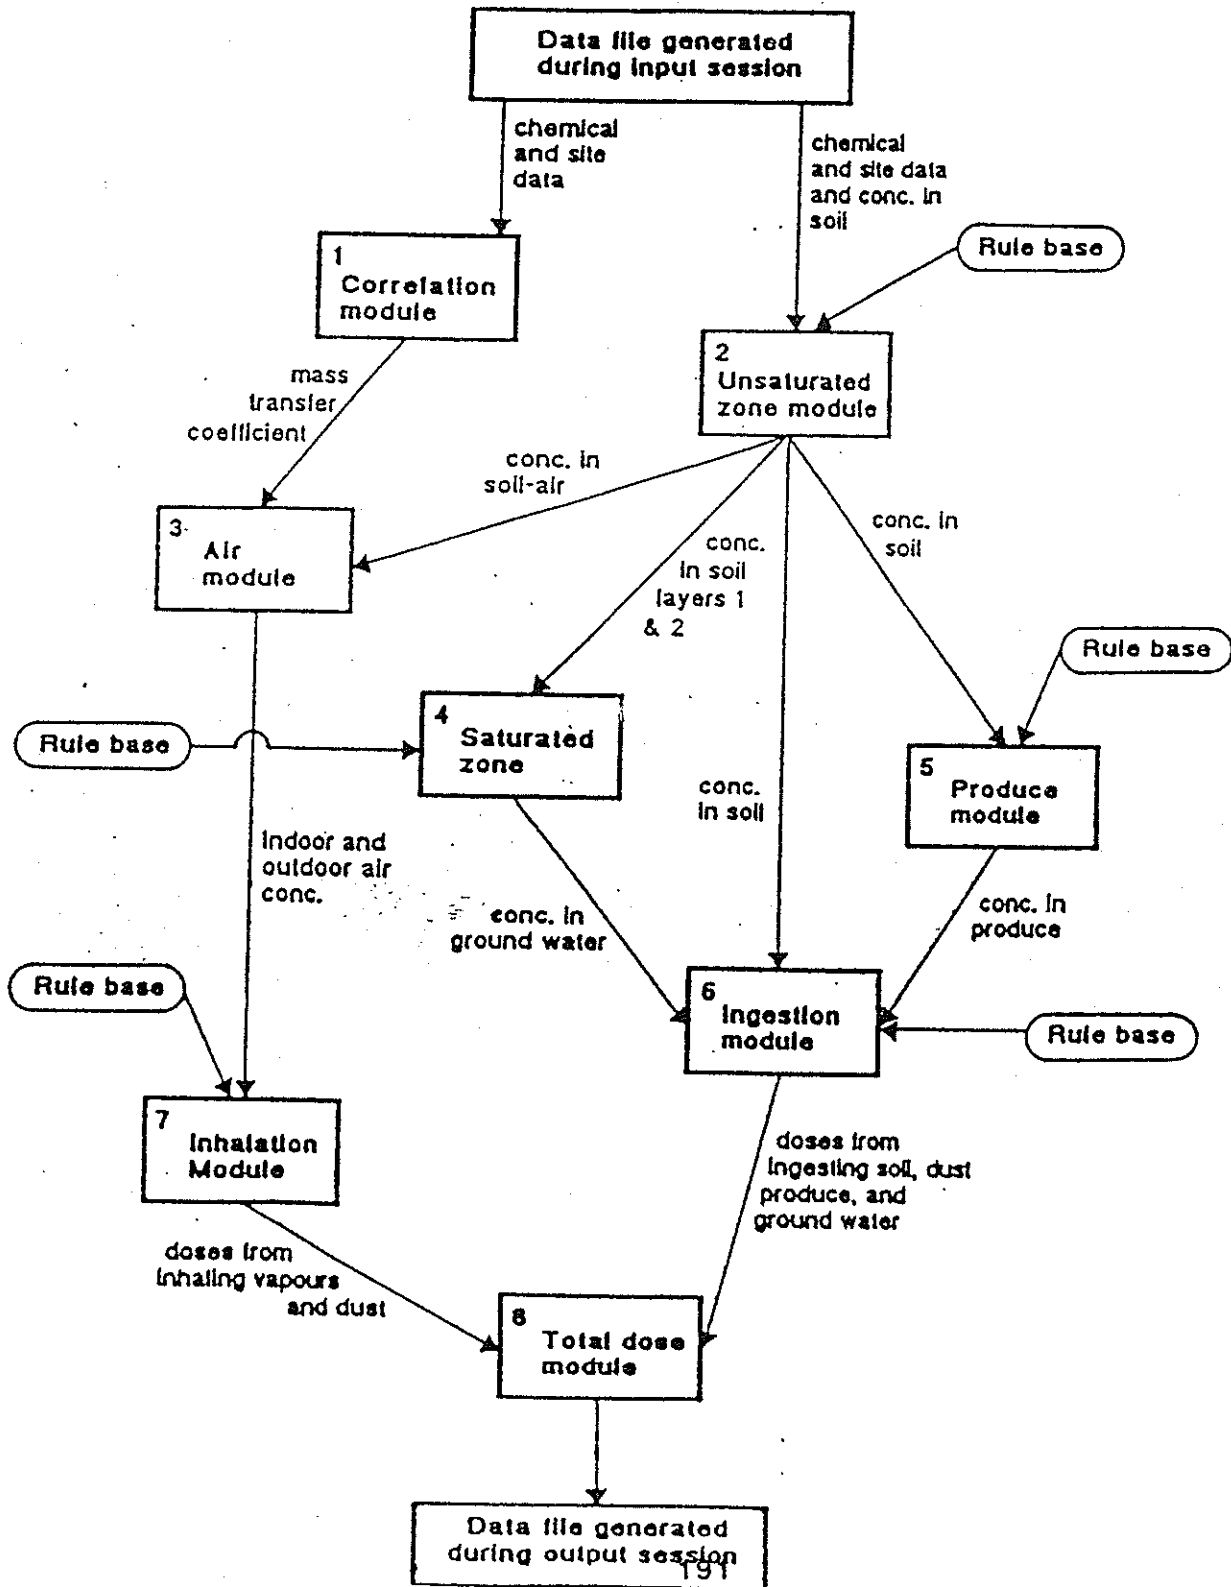 Data file generated
during input session
chemical
and site
data
chemical
and site data
and conc. in
soil
Rule base
1
Correlation
module
2
Unsaturated
zone module
mass
transfer
coefficient
conc. in
soil-air
3
Air
module
conc.
in soil
layers 1
& 2
conc. in
soil
Rule base
4
Saturated
zone
Rule base
conc.
in soil
5
Produce
module
Indoor and
outdoor air
conc.
conc. in
ground water
conc. in
produce
Rule base
6
Ingestion
module
Rule base
7
Inhalation
Module
doses from
ingesting soil, dust
produce, and
ground water
doses from
inhaling vapours
and dust
8
Total dose
module
Data file generated
during output session
191